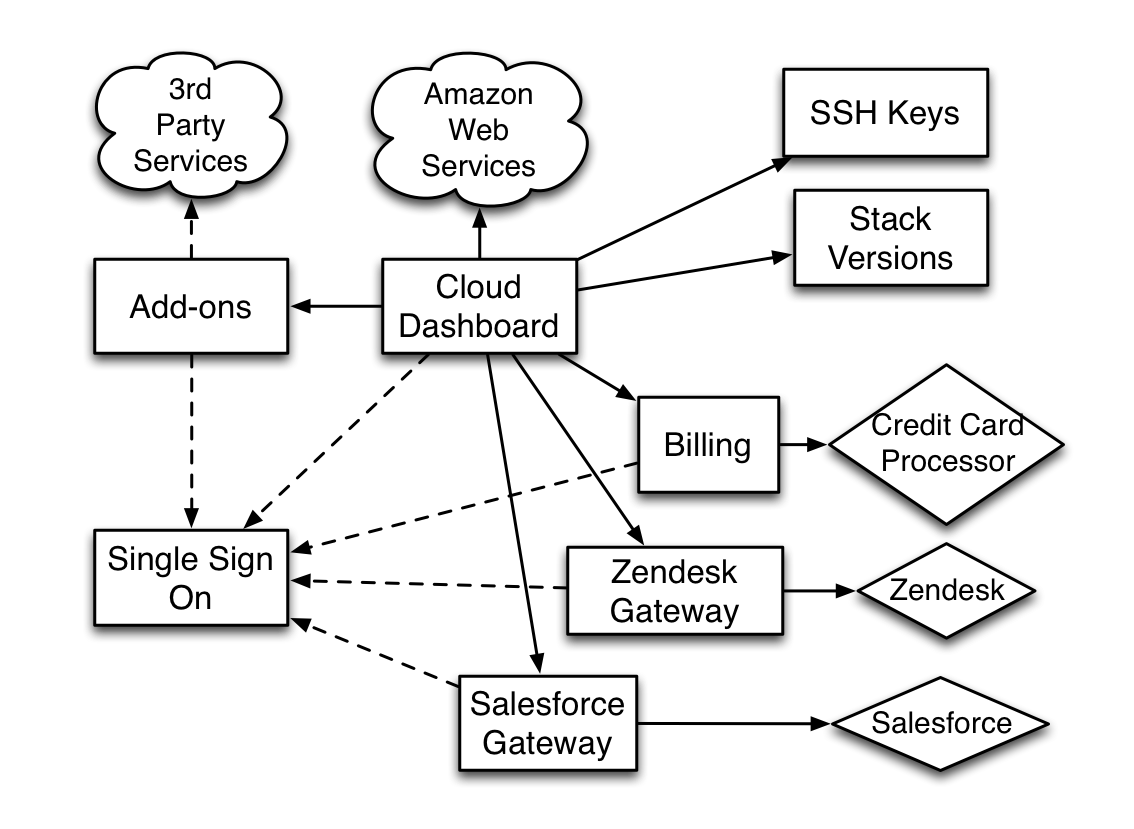 3rd
Party
Services
Amazon
Web
Services
SSH Keys
Stack
Versions
Add-ons
Cloud
Dashboard
Billing
Credit Card
Processor
Single Sign
On
Zendesk
Gateway
Zendesk
Salesforce
Gateway
Salesforce